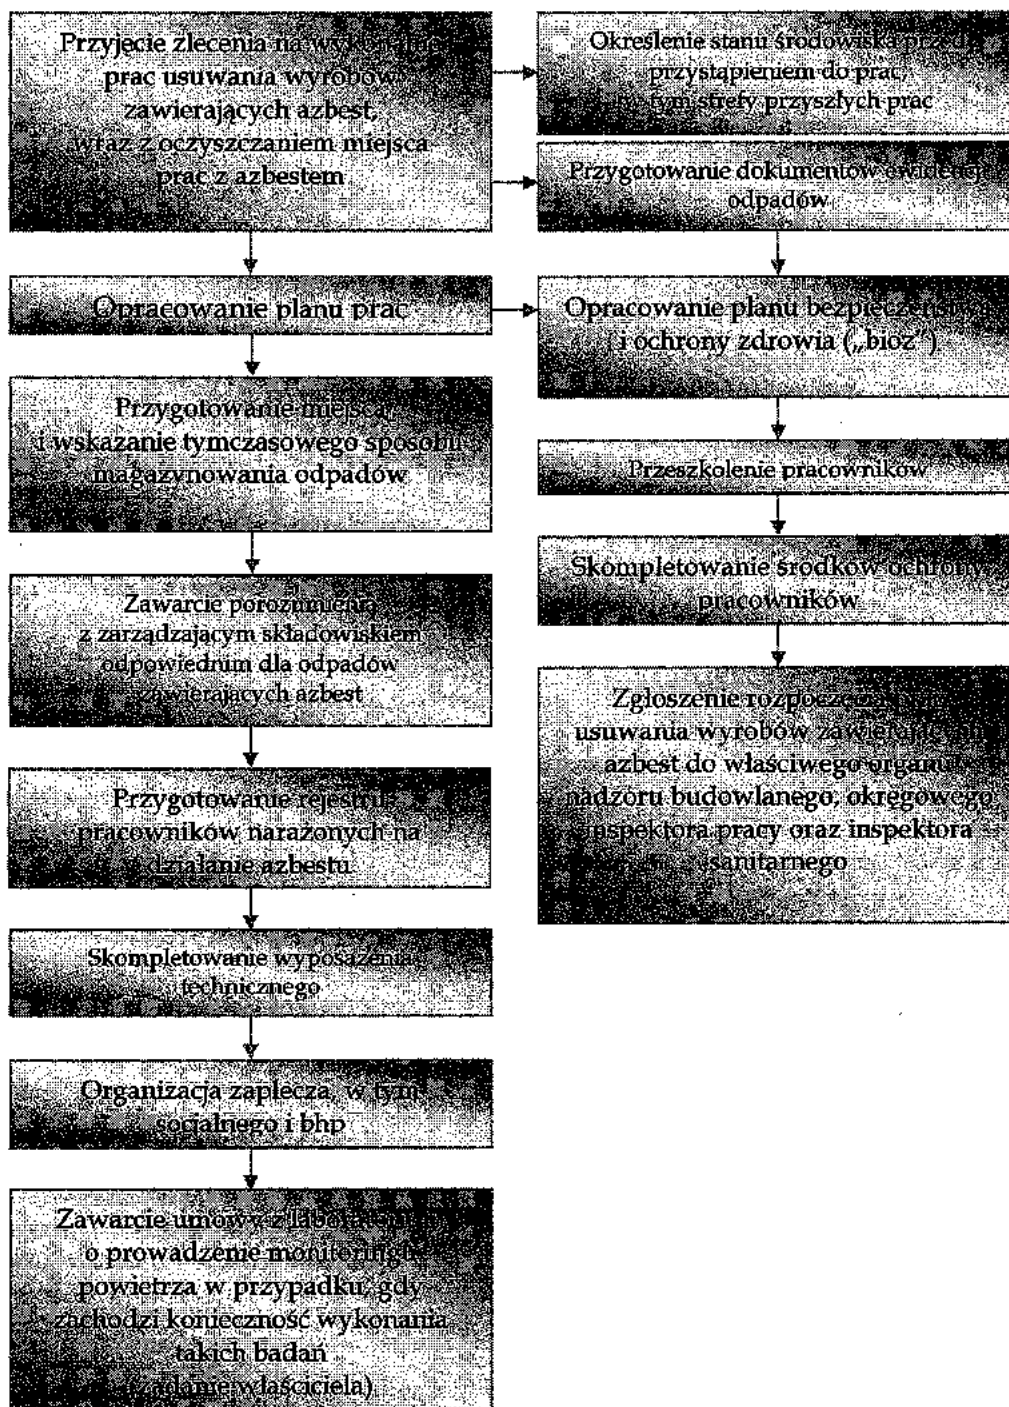 Przyjęcie zlecenia na wykonanie
prac usuwania wyrobów
zawierających azbest,
wraz z oczyszczaniem miejsca
prac z azbestem
Opracowanie planu prac
Przygotowanie miejsca
i wskazanie tymczasowego sposobu
magazynowania odpadów
Zawarcie porozumienia
z zarządzającym składowiskiem
odpowiednim dla odpadów
zawierających azbest
Przygotowanie rejestru
pracowników narażonych na
działanie azbestu
Skompletowanie wyposażenia
technicznego
Organizacja zaplecza, w tym
socjalnego i bhp
Zawarcie umowy z laboratorium
o prowadzenie monitoringu
powietrza w przypadku, gdy
zachodzi konieczność wykonania
takich badań
(zadanie właściciela)
Określenie stanu środowiska przed
przystąpieniem do prac,
w tym strefy przyszłych prac
Przygotowanie dokumentów ewidencji
odpadów
Opracowanie planu bezpieczeństwa
i ochrony zdrowia („bioz")
Przeszkolenie pracowników
Skompletowanie środków ochrony
pracowników
Zgłoszenie rozpoczęcia
usuwania wyrobów zawierających
azbest do właściwego organu
nadzoru budowlanego, okręgowego
inspektora pracy oraz inspektora
sanitarnego